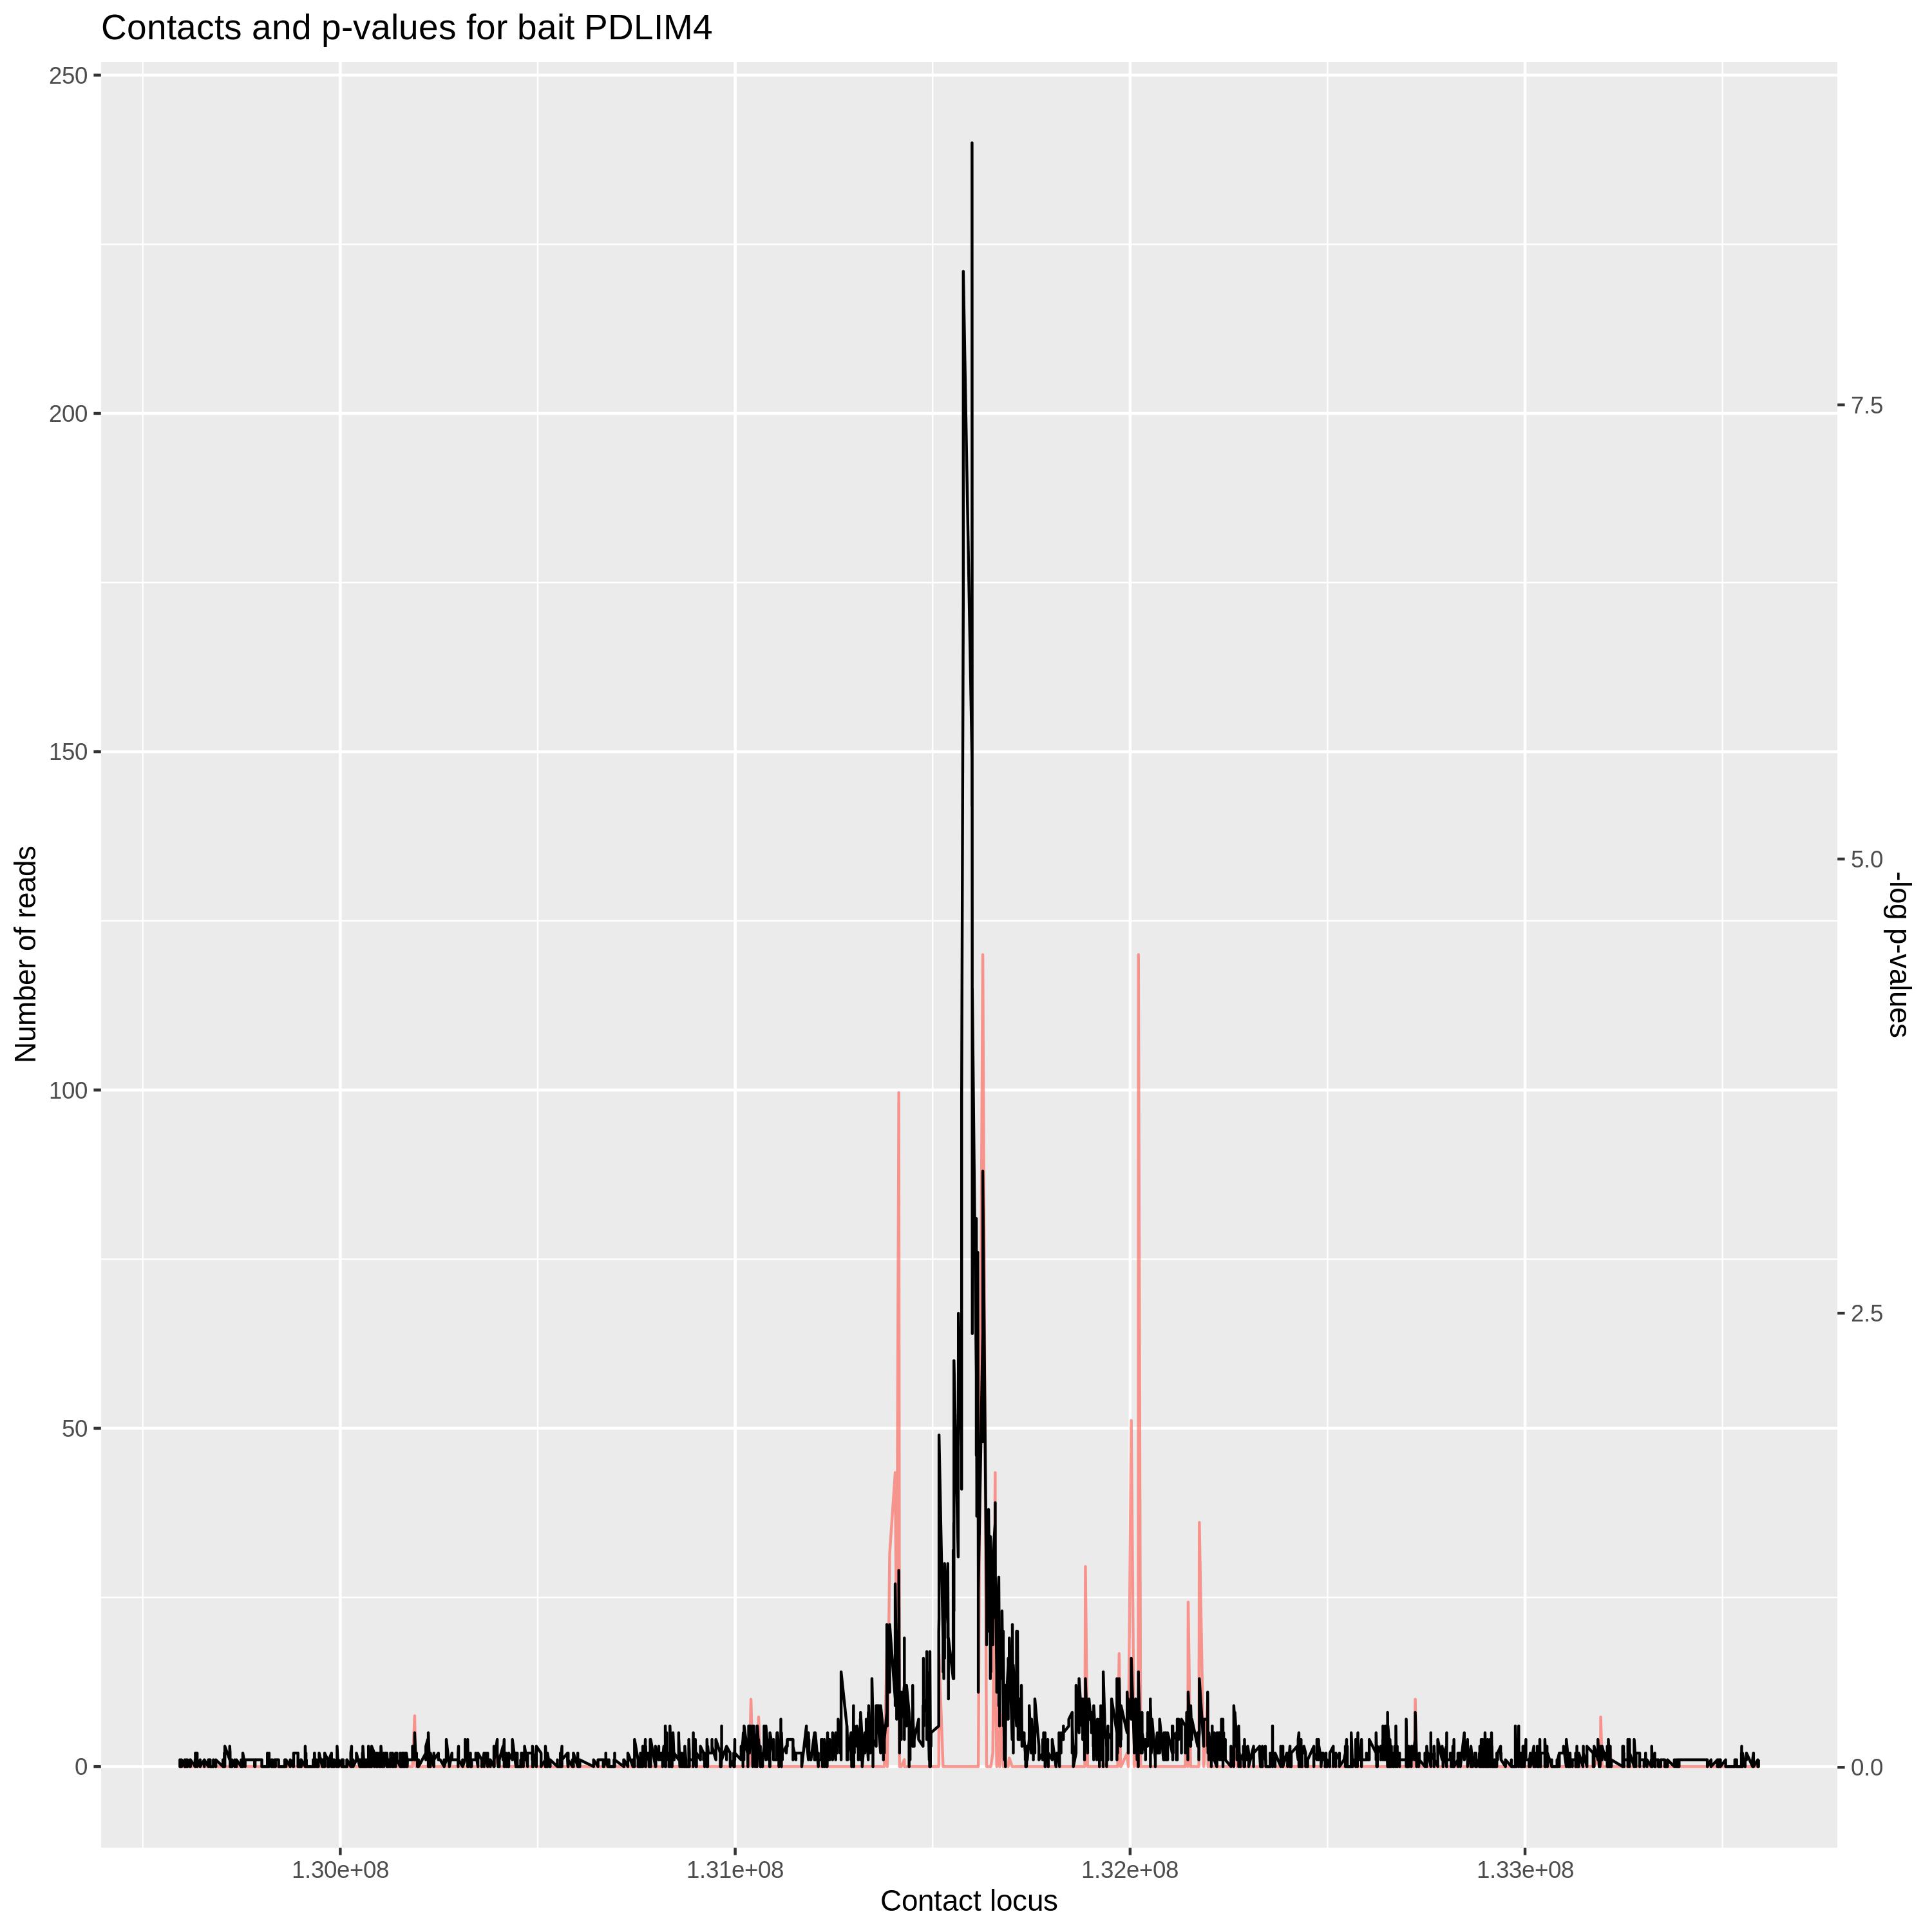 Contacts and p-values for bait PDLIM4
250
200
150
100
50
0
Number of reads
7.5
5.0
2.5
0.0
-log p-values
1.30e+08
1.31e+08
1.32e+08
1.33e+08
Contact locus